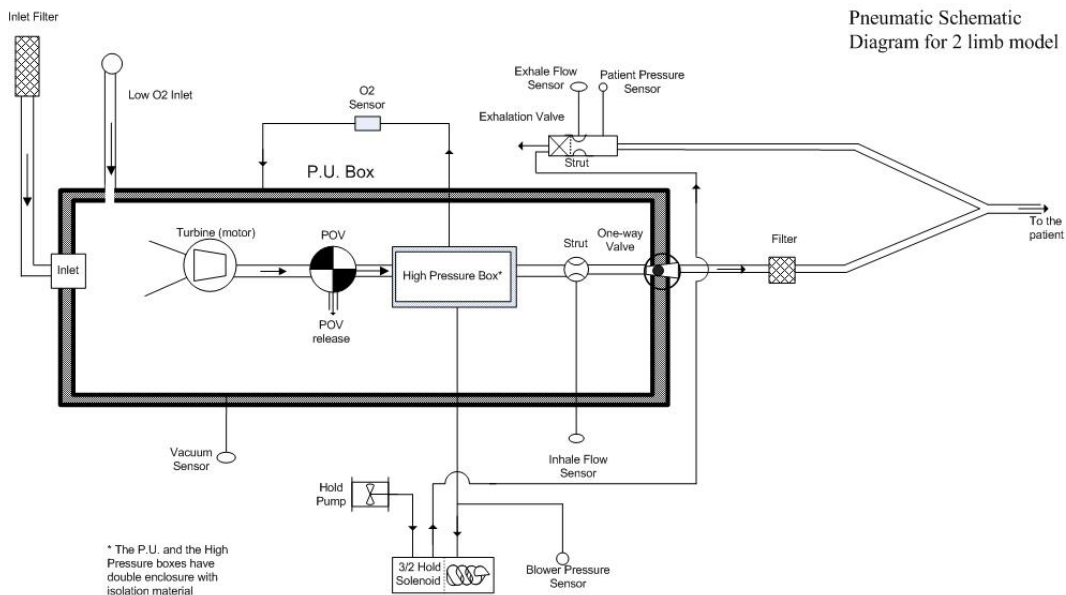 Pneumatic Schematic
Diagram for 2 limb model
Inlet Filter
Low O2 Inlet
O2
Sensor
Exhale Flow
Sensor
Patient Pressure
Sensor
Exhalation Valve
Strut
P.U. Box
To the
patient
Inlet
Turbine (motor)
POV
POV
release
High Pressure Box*
Strut
One-way
Valve
Filter
Vacuum
Sensor
Inhale Flow
Sensor
Hold
Pump
3/2 Hold
Solenoid
Blower Pressure
Sensor
* The P.U. and the High
Pressure boxes have
double enclosure with
isolation material